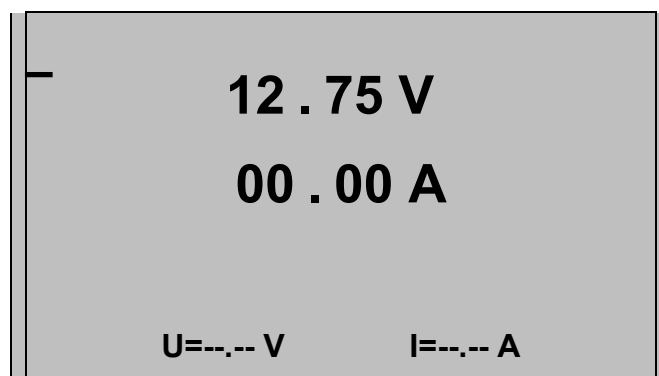 12 . 75 V
00 . 00 A
U=--.-- V I=--.-- A